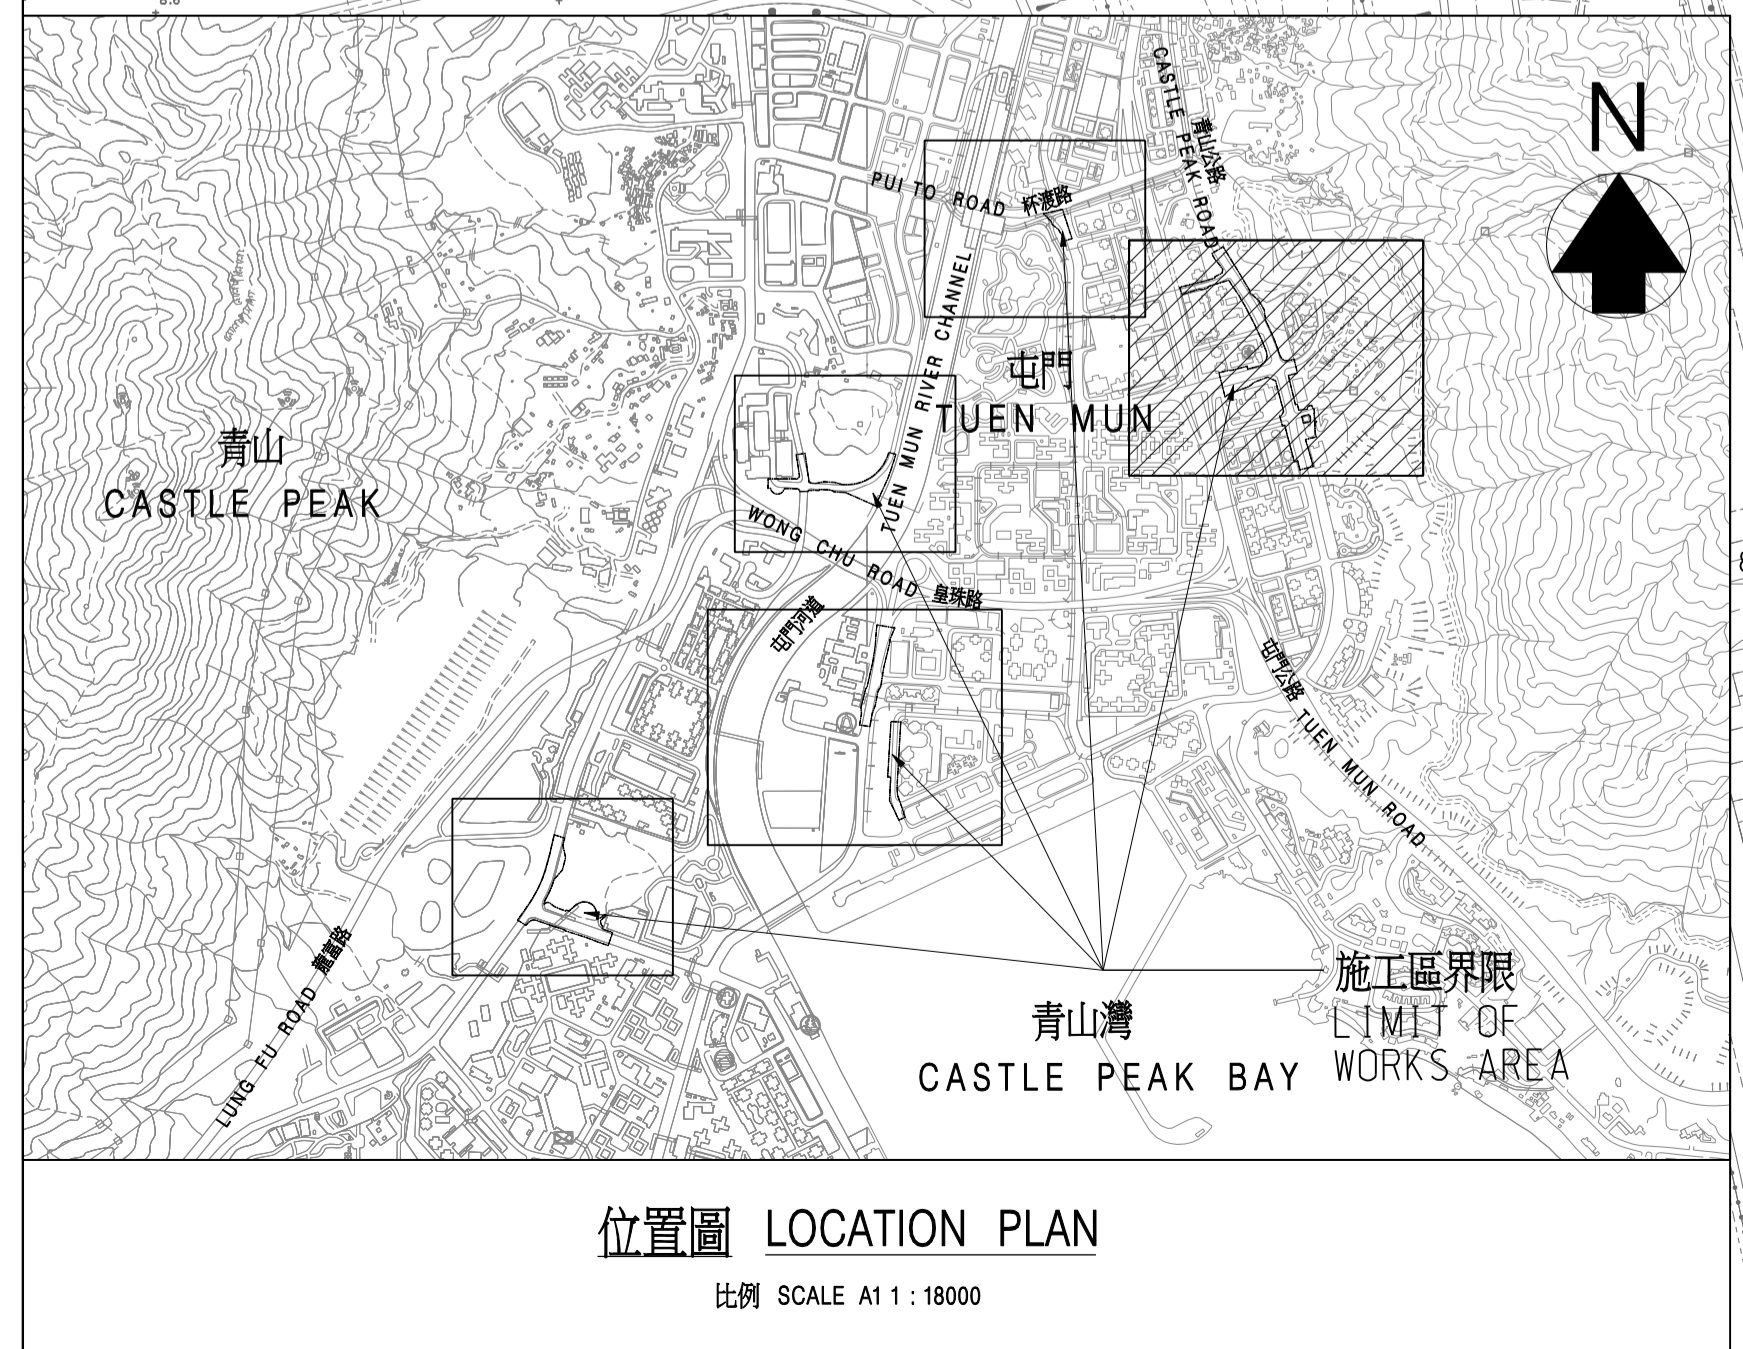 N
CASTLE PEAK ROAD
青山公路
PUI TO ROAD 杯渡路
TUEN MUN RIVER CHANNEL
屯門
TUEN MUN
青山
CASTLE PEAK
WONG CHU ROAD 皇珠路
屯門河道
屯門公路 TUEN MUN ROAD
LUNG FU ROAD 龍富路
施工區界限
LIMIT OF
WORKS AREA
青山灣
CASTLE PEAK BAY
位置圖 LOCATION PLAN
比例 SCALE A1 1 : 18000